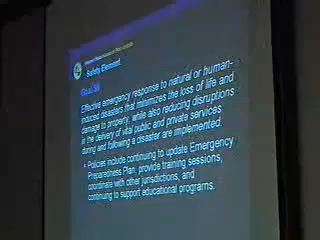 Safety Element
Goal S6
Effective emergency response to natural or human-
induced disasters that minimizes the loss of life and
damage to property, while also reducing disruptions
in the delivery of vital public and private services
during and following a disaster are implemented.
• Policies include continuing to update Emergency
Preparedness Plan, provide training sessions,
coordinate with other jurisdictions, and
continuing to support educational programs.